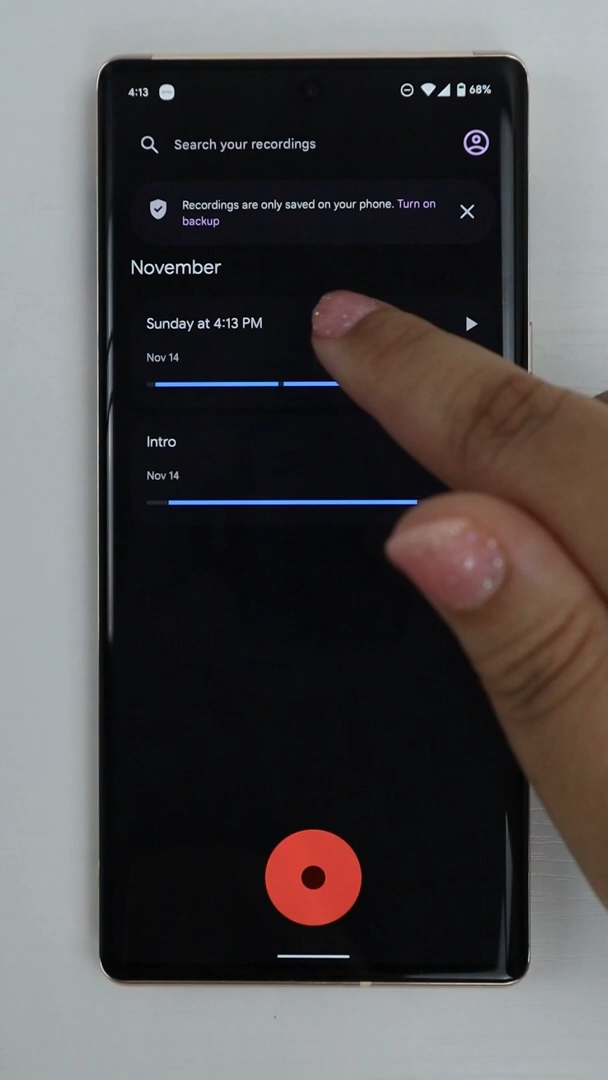 4:13
68%
Search your recordings
Recordings are only saved on your phone. Turn on
backup
November
Sunday at 4:13 PM
Nov 14
Intro
Nov 14